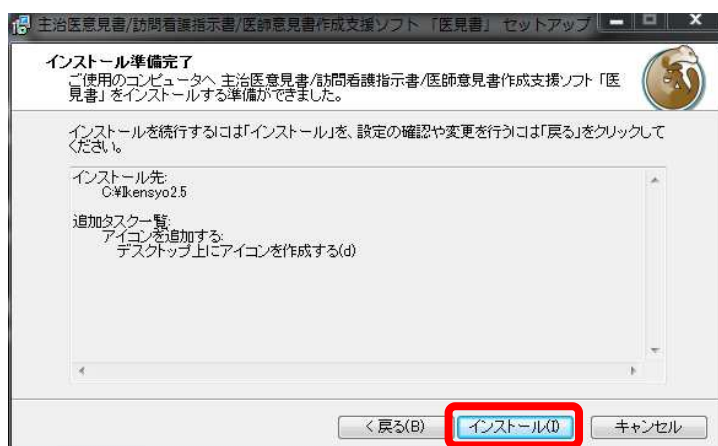 主治医意見書/訪問看護指示書/医師意見書作成支援ソフト 「医見書」 セットアップ
インストール準備完了
ご使用のコンピュータへ 主治医意見書/訪問看護指示書/医師意見書作成支援ソフト「医
見書」をインストールする準備ができました。
インストールを続行するには「インストール」を、設定の確認や変更を行うには「戻る」をクリックして
ください。
インストール先:
C:¥Ikensyo2.5
追加タスク一覧:
アイコンを追加する:
デスクトップ上にアイコンを作成する(d)
< 戻る(B)
インストール(I)
キャンセル